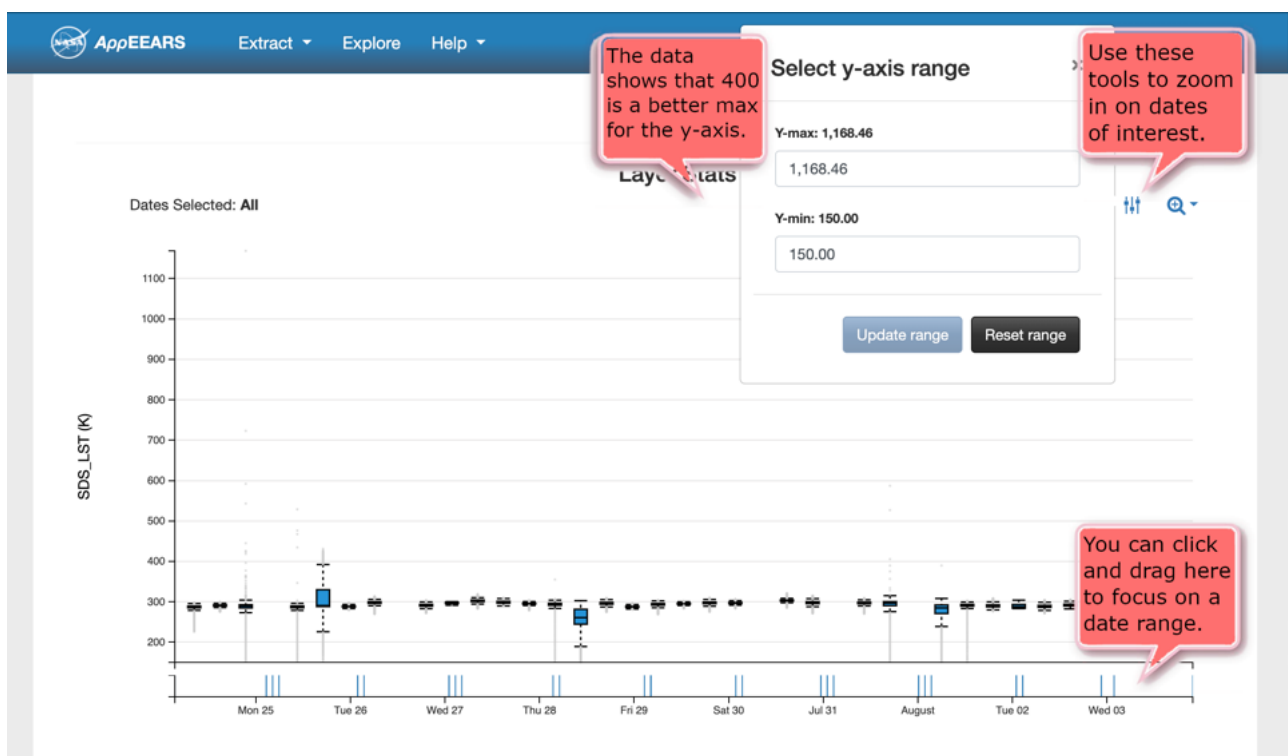 NASA
AppEEARS
Extract
Explore
Help
The data
shows that 400
is a better max
for the y-axis.
Select y-axis range
×
Use these
tools to zoom
in on dates
of interest.
Y-max: 1,168.46
1,168.46
Y-min: 150.00
150.00
Update range
Reset range
Stats
Dates Selected: All
SDS_LST (K)
1100
1000
900
800
700
600
500
400
300
200
You can click
and drag here
to focus on a
date range.
Mon 25
Tue 26
Wed 27
Thu 28
Fri 29
Sat 30
Jul 31
August
Tue 02
Wed 03